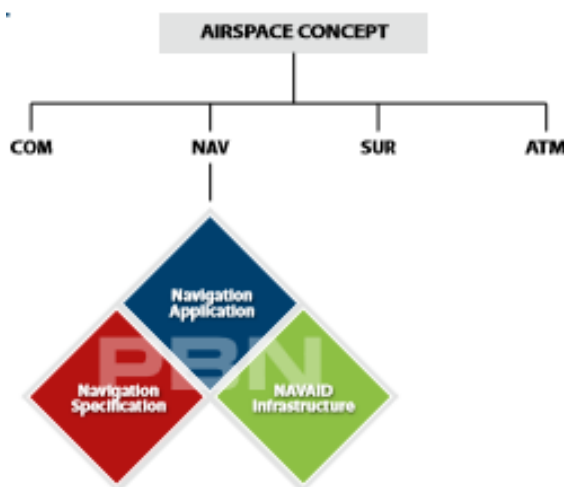 AIRSPACE CONCEPT
COM NAV SUR ATM
Navigation
Application
PBN
Navigation
Specification
NAVAID
Infrastructure